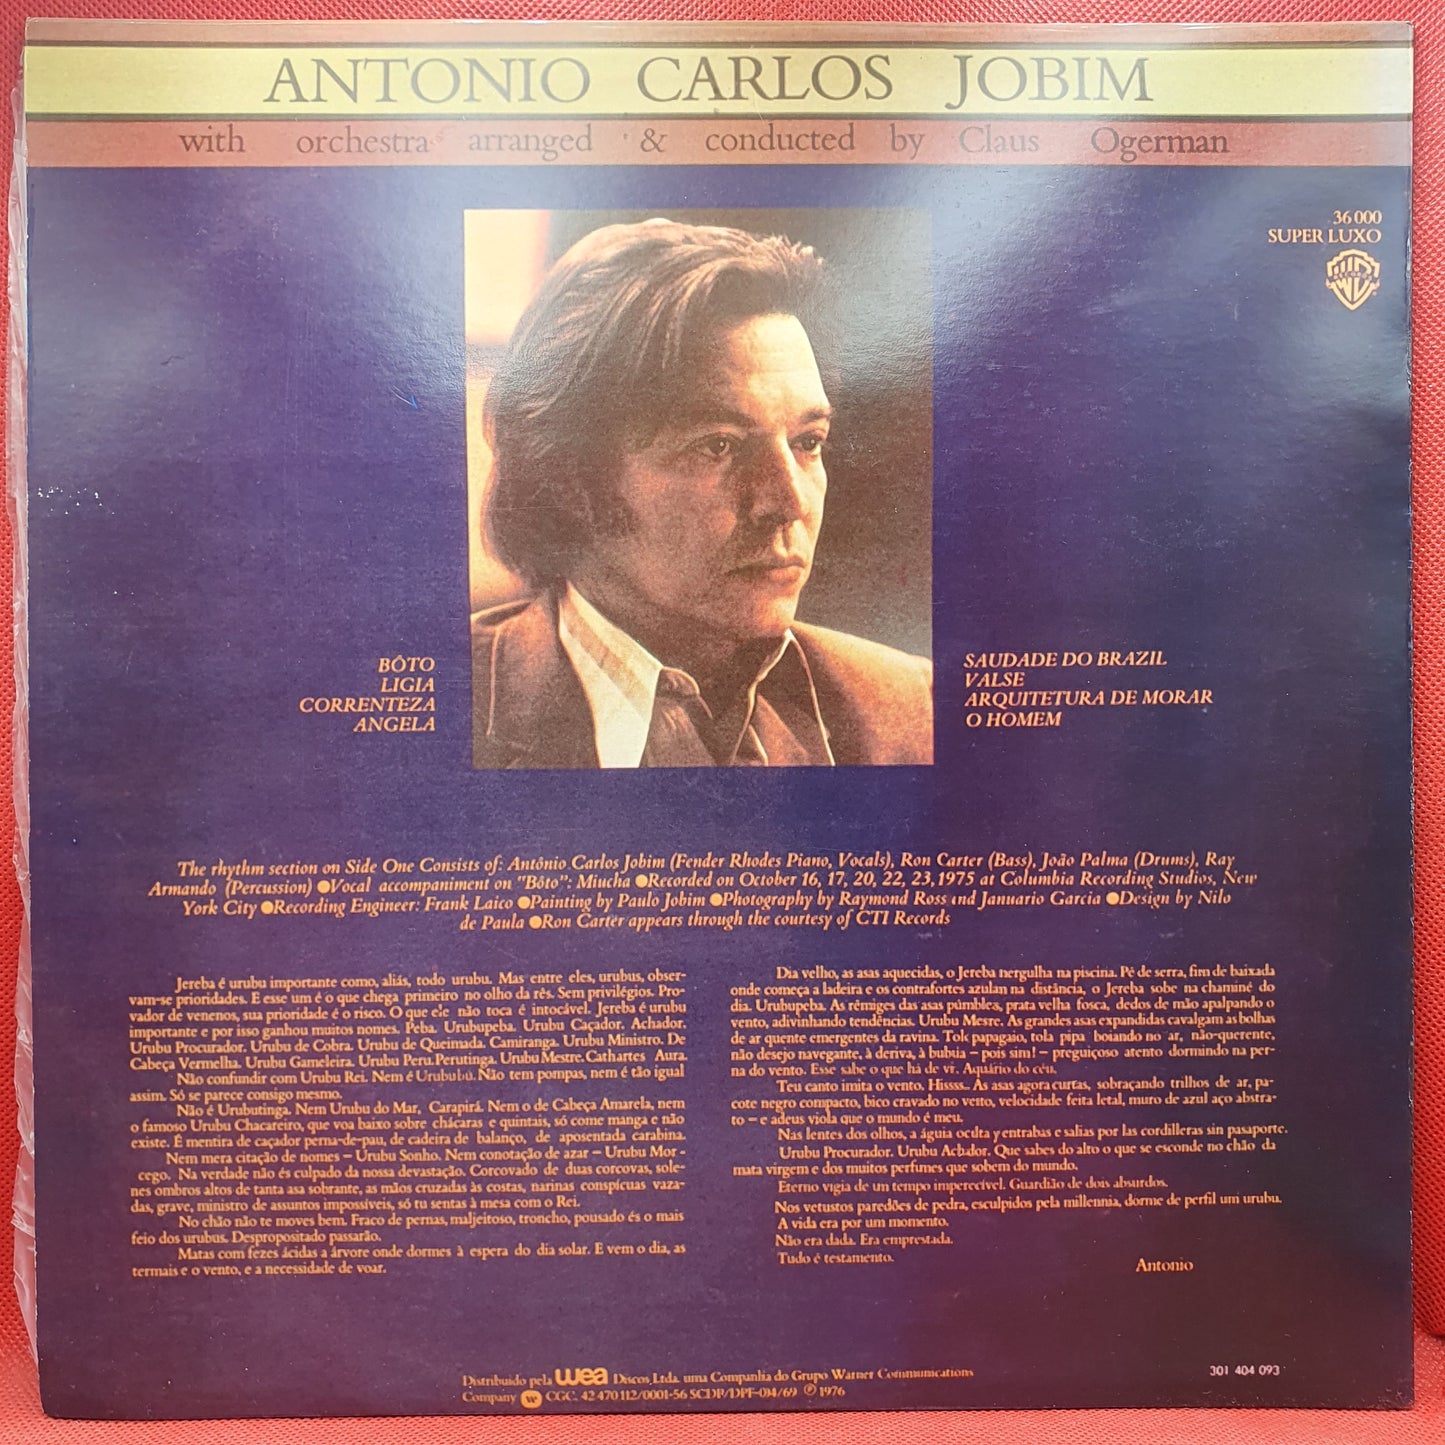 ANTONIO CARLOS JOBIM
with orchestra arranged & conducted by Claus Ogerman
36 000
SUPER LUXO
BÔTO
LIGIA
CORRENTEZA
ANGELA
SAUDADE DO BRAZIL
VALSE
ARQUITETURA DE MORAR
O HOMEM
The rhythm section on Side One Consists of: Antônio Carlos Jobim (Fender Rhodes Piano, Vocals), Ron Carter (Bass), João Palma (Drums), Ray
Armando (Percussion) ●Vocal accompaniment on "Bôto": Miucha ●Recorded on October 16, 17, 20, 22, 23, 1975 at Columbia Recording Studios, New
York City ●Recording Engineer: Frank Laico ●Painting by Paulo Jobim ●Photography by Raymond Ross and Januario Garcia ●Design by Nilo
de Paula ●Ron Carter appears through the courtesy of CTI Records
Jereba é urubu importante como, aliás, todo urubu. Mas entre eles, urubus, obser-
vam-se prioridades. E esse um é o que chega primeiro no olho da rês. Sem privilégios. Pro-
vador de venenos, sua prioridade é o risco. O que ele não toca é intocável. Jereba é urubu
importante e por isso ganhou muitos nomes. Peba. Urubupeba. Urubu Caçador. Achador.
Urubu Procurador. Urubu de Cobra. Urubu de Queimada. Camiranga. Urubu Ministro. De
Cabeça Vermelha. Urubu Gameleira. Urubu Peru. Perutinga. Urubu Mestre. Cathartes Aura.
Não confundir com Urubu Rei. Nem é Urububú. Não tem pompas, nem é tão igual
assim. Só se parece consigo mesmo.
Não é Urubutinga. Nem Urubu do Mar, Carapirá. Nem o de Cabeça Amarela, nem
o famoso Urubu Chacareiro, que voa baixo sobre chácaras e quintais, só come manga e não
existe. É mentira de caçador perna-de-pau, de cadeira de balanço, de aposentada carabina.
Nem mera citação de nomes – Urubu Sonho. Nem conotação de azar – Urubu Mor -
cego. Na verdade não és culpado da nossa devastação. Corcovado de duas corcovas, sole-
nes ombros altos de tanta asa sobrante, as mãos cruzadas às costas, narinas conspícuas vaza-
das, grave, ministro de assuntos impossíveis, só tu sentas à mesa com o Rei.
No chão não te moves bem. Fraco de pernas, maljeitoso, troncho, pousado és o mais
feio dos urubus. Despropositado passarão.
Matas com fezes ácidas a árvore onde dormes à espera do dia solar. E vem o dia, as
termais e o vento, e a necessidade de voar.
Dia velho, as asas aquecidas, o Jereba nergulha na piscina. Pé de serra, fim de baixada
onde começa a ladeira e os contrafortes azulan na distância, o Jereba sobe na chaminé do
dia. Urubupeba. As rêmiges das asas púmblea, prata velha fosca, dedos de mão apalpando o
vento, adivinhando tendências. Urubu Mesre. As grandes asas expandidas cavalgam as bolhas
de ar quente emergentes da ravina. Tok papagaio, tola pipa boiando no ar, não-querente,
não desejo navegante, à deriva, à bubuia – pois sim! – preguiçoso atento dormindo na per-
na do vento. Esse sabe o que há de vi. Aquário do céu.
Teu canto imita o vento. Hissss.. As asas agora curtas, sobraçando trilhos de ar, pa-
cote negro compacto, bico cravado no vento, velocidade feita letal, muro de azul aço abstra-
to – e adeus viola que o mundo é meu.
Nas lentes dos olhos, a águia oculta y entrabas e salias por las cordilleras sin pasaporte.
Urubu Procurador. Urubu Achador. Que sabes do alto o que se esconde no chão da
mata virgem e dos muitos perfumes que sobem do mundo.
Eterno vigia de um tempo imperecível. Guardião de dois absurdos.
Nos vetustos paredões de pedra, esculpidos pela millennia, dorme de perfil um urubu.
A vida era por um momento.
Não era dada. Era emprestada.
Tudo é testamento.
Antonio
Distribuido pela wea Discos Ltda. uma Companhia do Grupo Warner Communications
Company CGC. 42 470 112/0001-56 SCDP/DPF-014/69 ℗ 1976
301 404 093